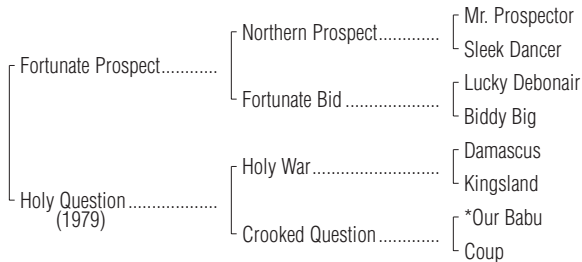 Mr. Prospector
Northern Prospect.............
Sleek Dancer
Fortunate Prospect............
Lucky Debonair
Fortunate Bid ....................
Biddy Big
Damascus
Holy War...........................
Kingsland
Holy Question ...................
(1979)
*Our Babu
Crooked Question .............
Coup